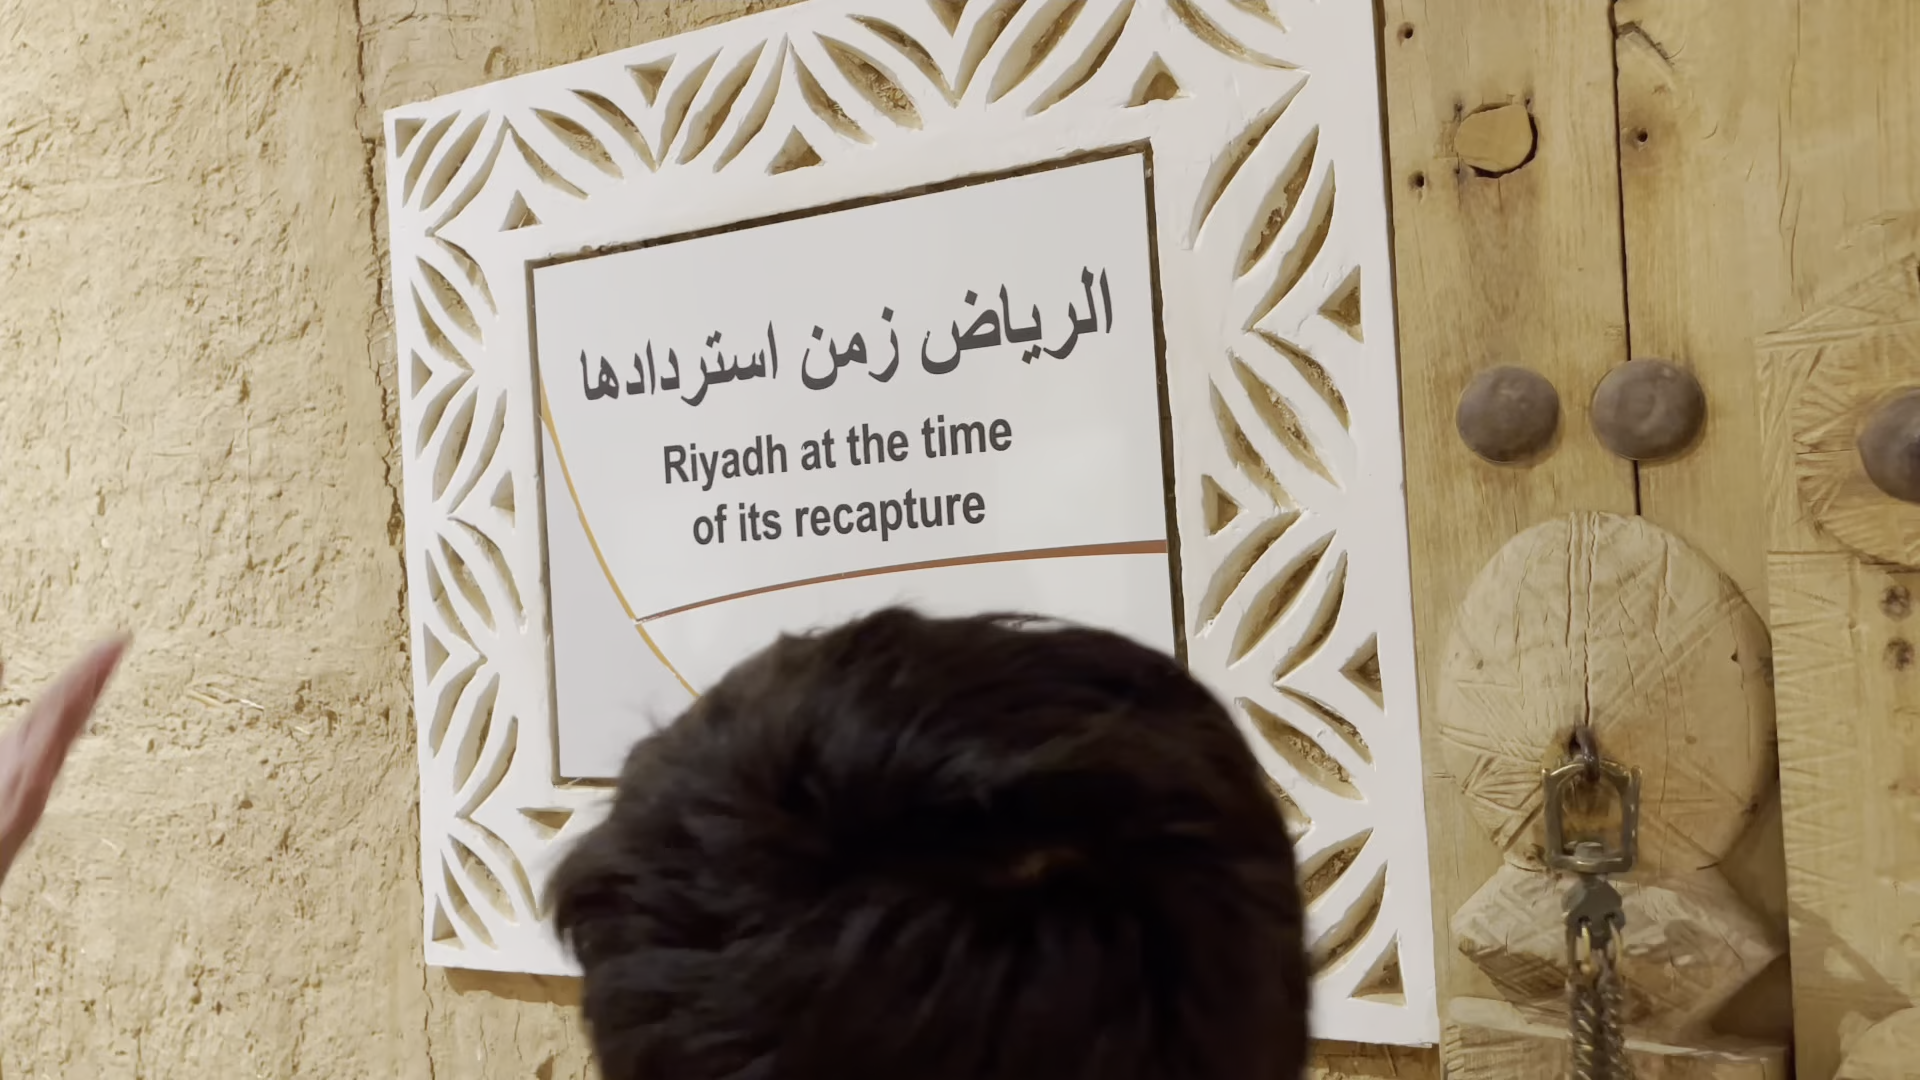 الرياض زمن استردادها
Riyadh at the time
of its recapture